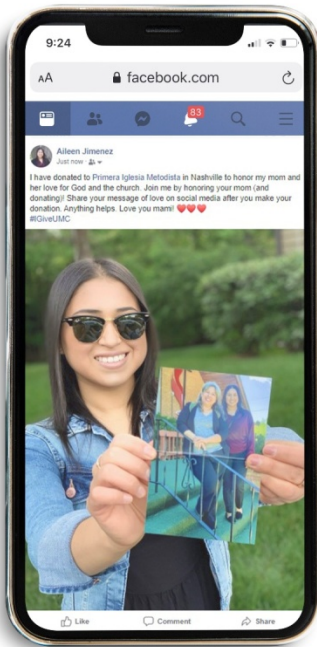 9:24
AA facebook.com
83
Aileen Jimenez
Just now
I have donated to Primera Iglesia Metodista in Nashville to honor my mom and
her love for God and the church. Join me by honoring your mom (and
donating)! Share your message of love on social media after you make your
donation. Anything helps. Love you mami! ❤️❤️❤️
#IGiveUMC
Like Comment Share